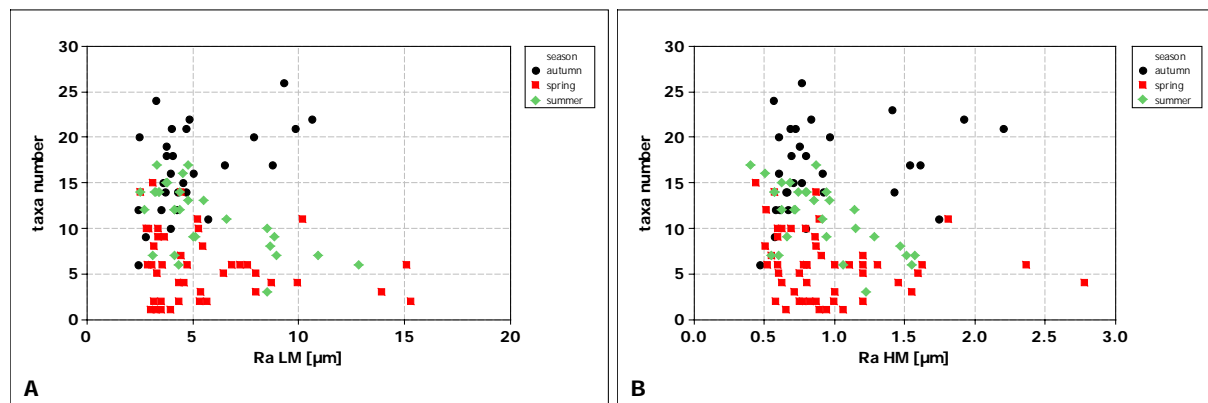 30
25
20
15
10
5
0
taxa number
0 5 10 15 20
Ra LM [µm]
season
autumn
spring
summer
A
30
25
20
15
10
5
0
taxa number
0.0 0.5 1.0 1.5 2.0 2.5 3.0
Ra HM [µm]
season
autumn
spring
summer
B